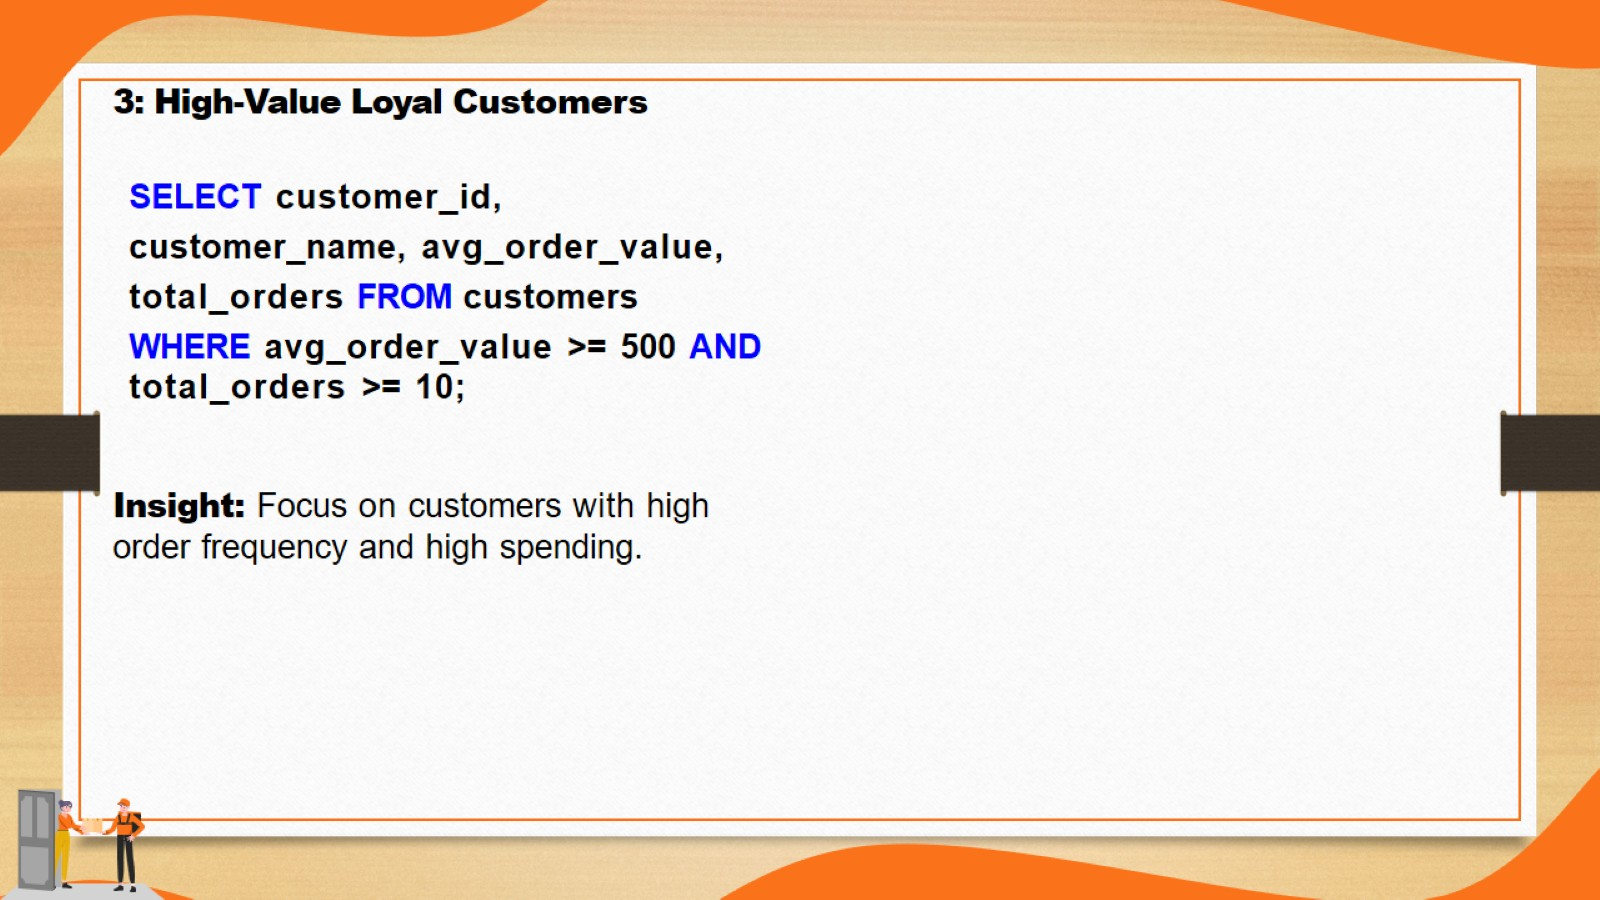 3: High-Value Loyal Customers
SELECT customer_id,
customer_name, avg_order_value,
total_orders FROM customers
WHERE avg_order_value >= 500 AND
total_orders >= 10;
Insight: Focus on customers with high
order frequency and high spending.